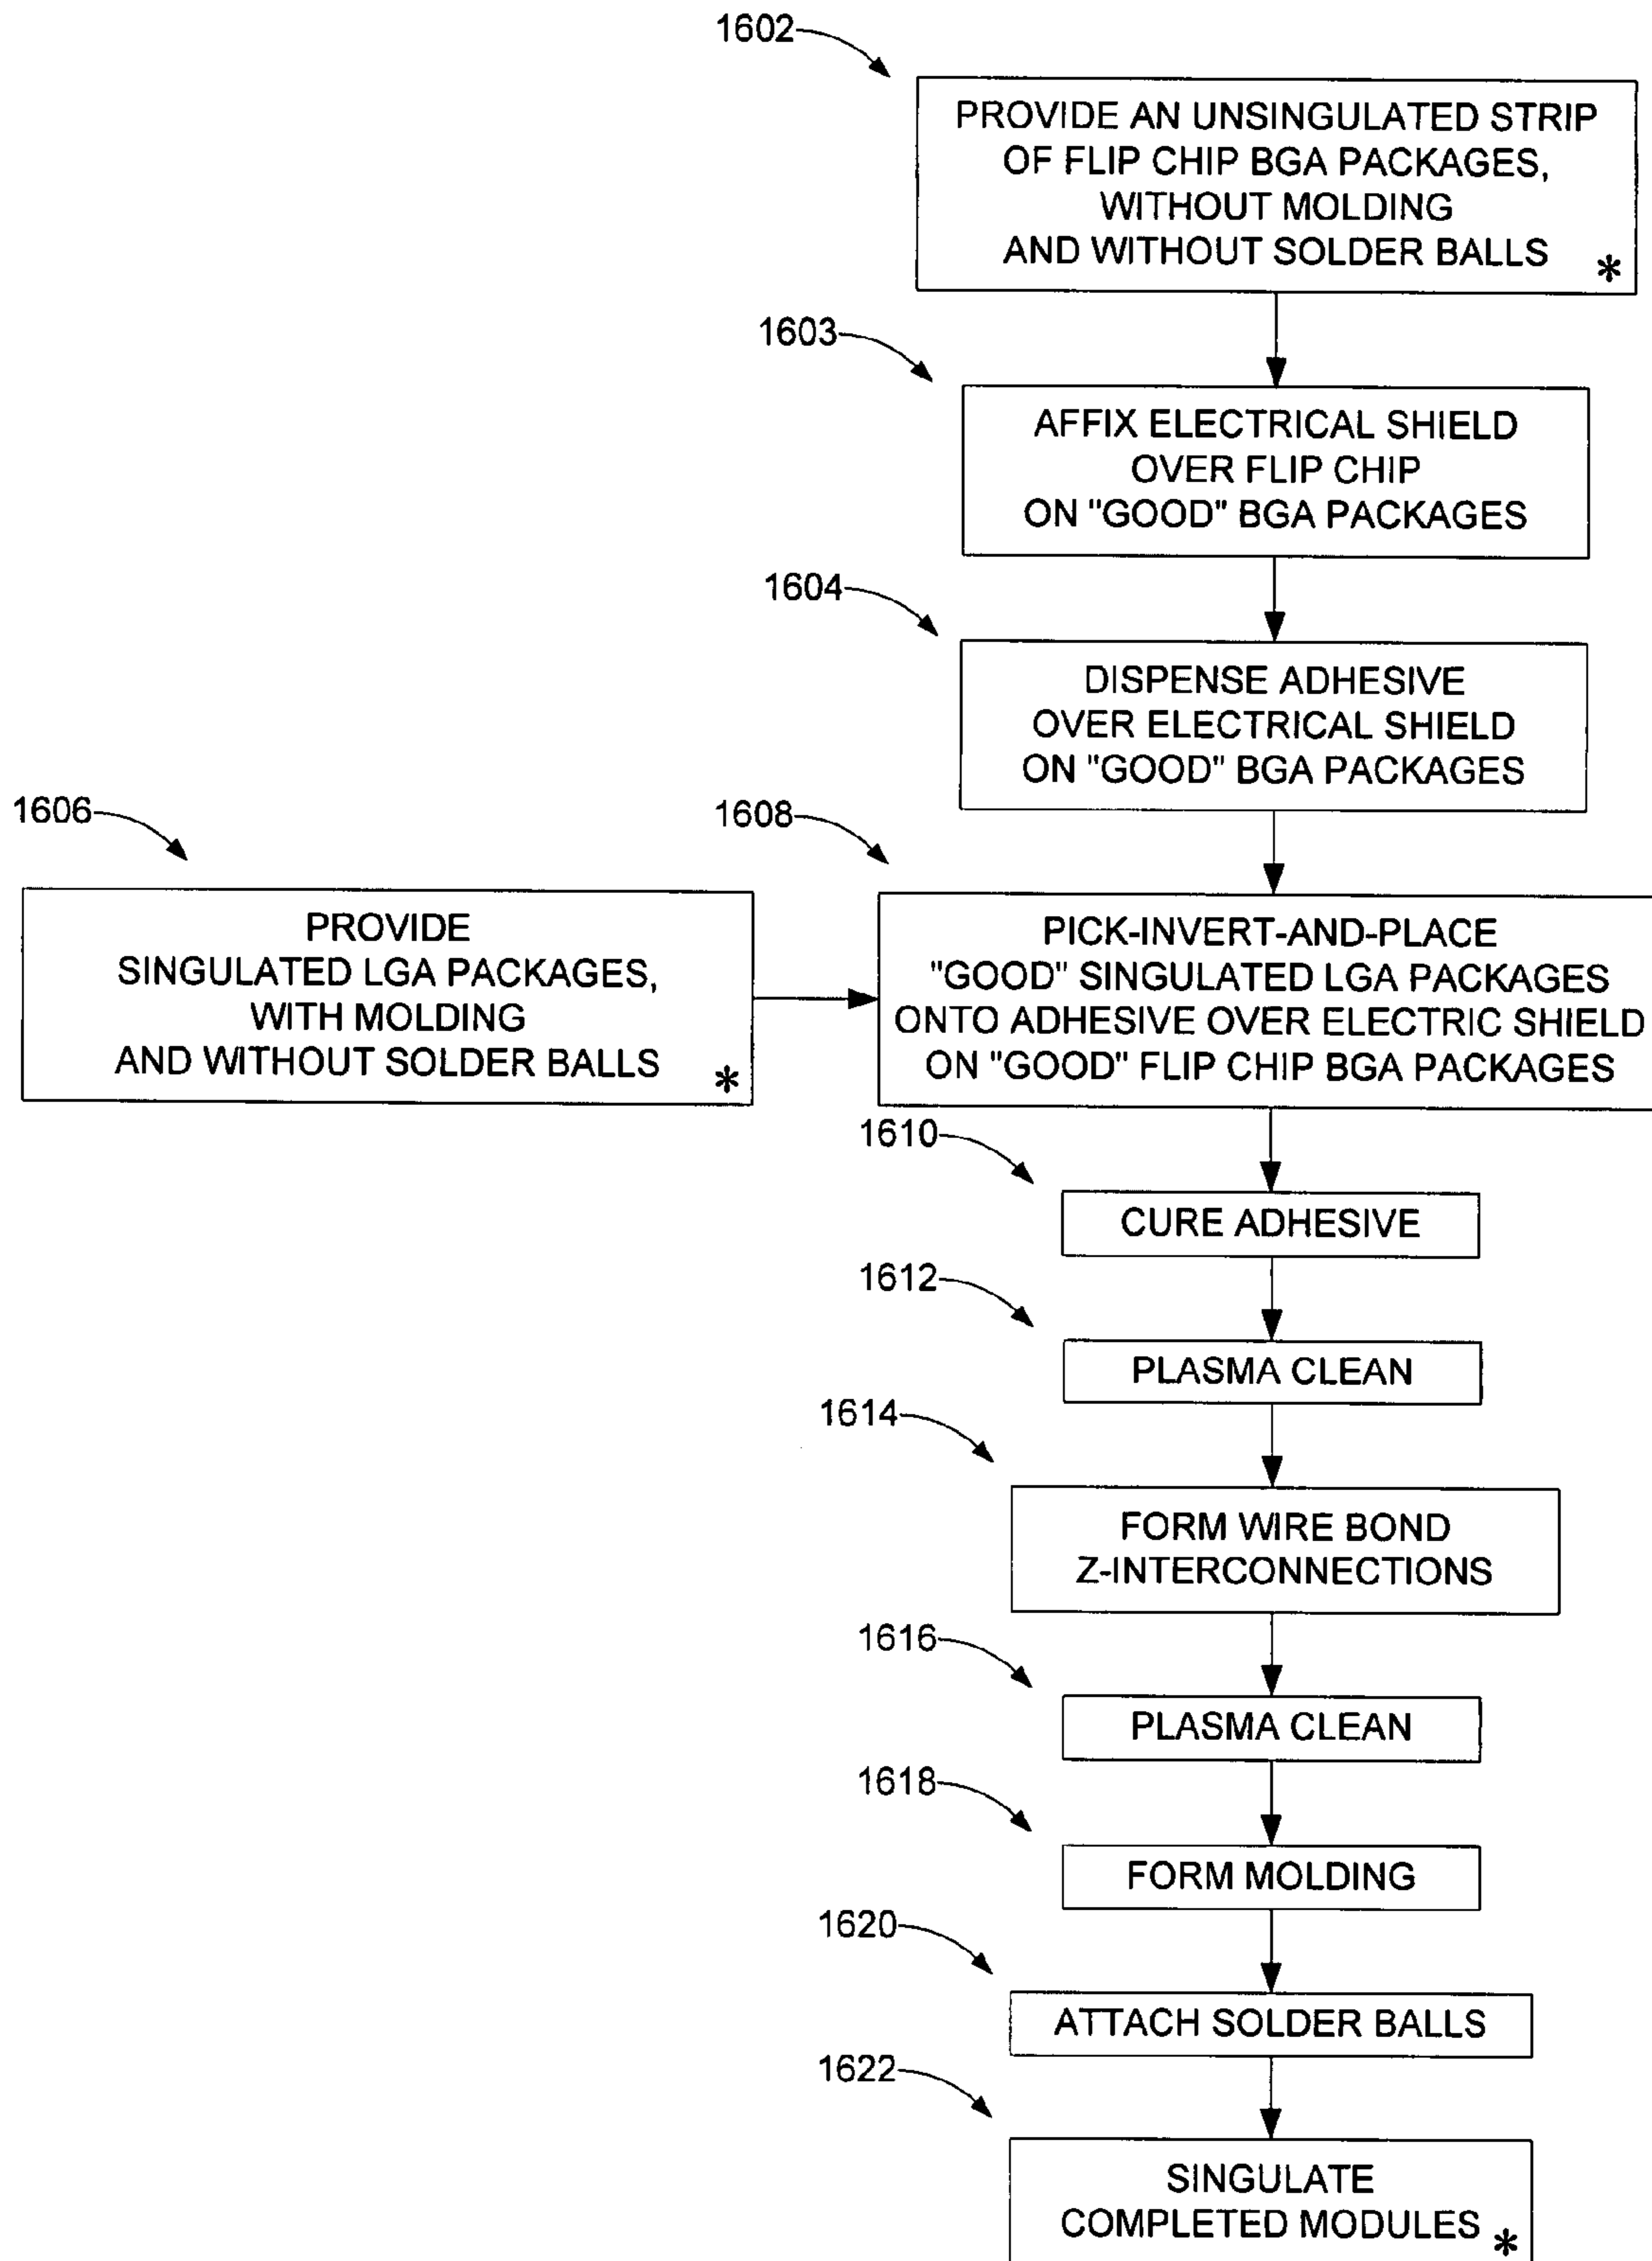 1602
PROVIDE AN UNSINGULATED STRIP
OF FLIP CHIP BGA PACKAGES,
WITHOUT MOLDING
AND WITHOUT SOLDER BALLS
*
1603
AFFIX ELECTRICAL SHIELD
OVER FLIP CHIP
ON "GOOD" BGA PACKAGES
1604
DISPENSE ADHESIVE
OVER ELECTRICAL SHIELD
ON "GOOD" BGA PACKAGES
1606
PROVIDE
SINGULATED LGA PACKAGES,
WITH MOLDING
AND WITHOUT SOLDER BALLS
*
1608
PICK-INVERT-AND-PLACE
"GOOD" SINGULATED LGA PACKAGES
ONTO ADHESIVE OVER ELECTRIC SHIELD
ON "GOOD" FLIP CHIP BGA PACKAGES
1610
CURE ADHESIVE
1612
PLASMA CLEAN
1614
FORM WIRE BOND
Z-INTERCONNECTIONS
1616
PLASMA CLEAN
1618
FORM MOLDING
1620
ATTACH SOLDER BALLS
1622
SINGULATE
COMPLETED MODULES
*